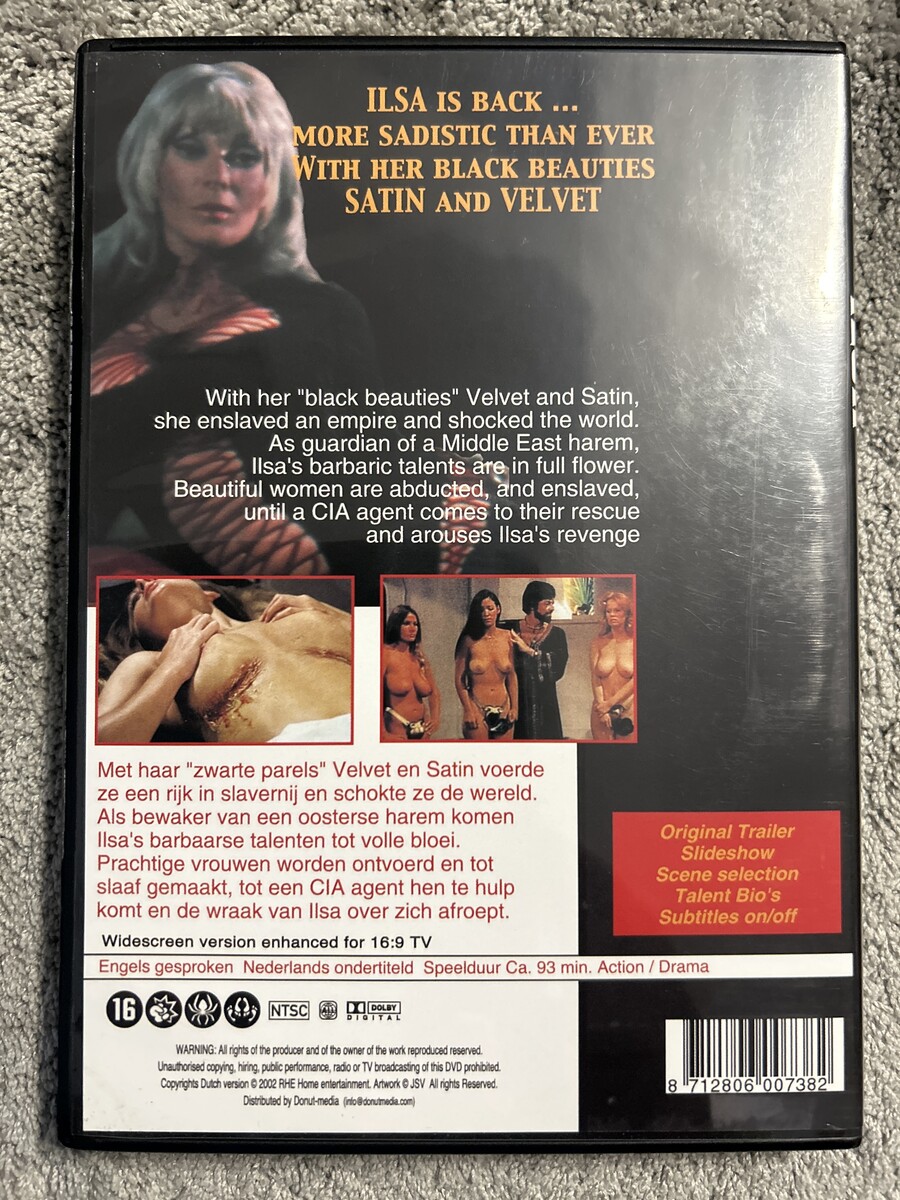 ILSA IS BACK ...
MORE SADISTIC THAN EVER
WITH HER BLACK BEAUTIES
SATIN AND VELVET
With her "black beauties" Velvet and Satin,
she enslaved an empire and shocked the world.
As guardian of a Middle East harem,
Ilsa's barbaric talents are in full flower.
Beautiful women are abducted, and enslaved,
until a CIA agent comes to their rescue
and arouses Ilsa's revenge
Met haar "zwarte parels" Velvet en Satin voerde
ze een rijk in slavernij en schokte ze de wereld.
Als bewaker van een oosterse harem komen
Ilsa's barbaarse talenten tot volle bloei.
Prachtige vrouwen worden ontvoerd en tot
slaaf gemaakt, tot een CIA agent hen te hulp
komt en de wraak van Ilsa over zich afroept.
Original Trailer
Slideshow
Scene selection
Talent Bio's
Subtitles on/off
Widescreen version enhanced for 16:9 TV
Engels gesproken Nederlands ondertiteld Speelduur Ca. 93 min. Action / Drama
16 NTSC DOLBY DIGITAL
WARNING: All rights of the producer and of the owner of the work reproduced reserved.
Unauthorised copying, hiring, public performance, radio or TV broadcasting of this DVD prohibited.
Copyrights Dutch version © 2002 RHE Home entertainment. Artwork © JSV All rights Reserved.
Distributed by Donut-media (info@donutmedia.com)
8 712806 007382